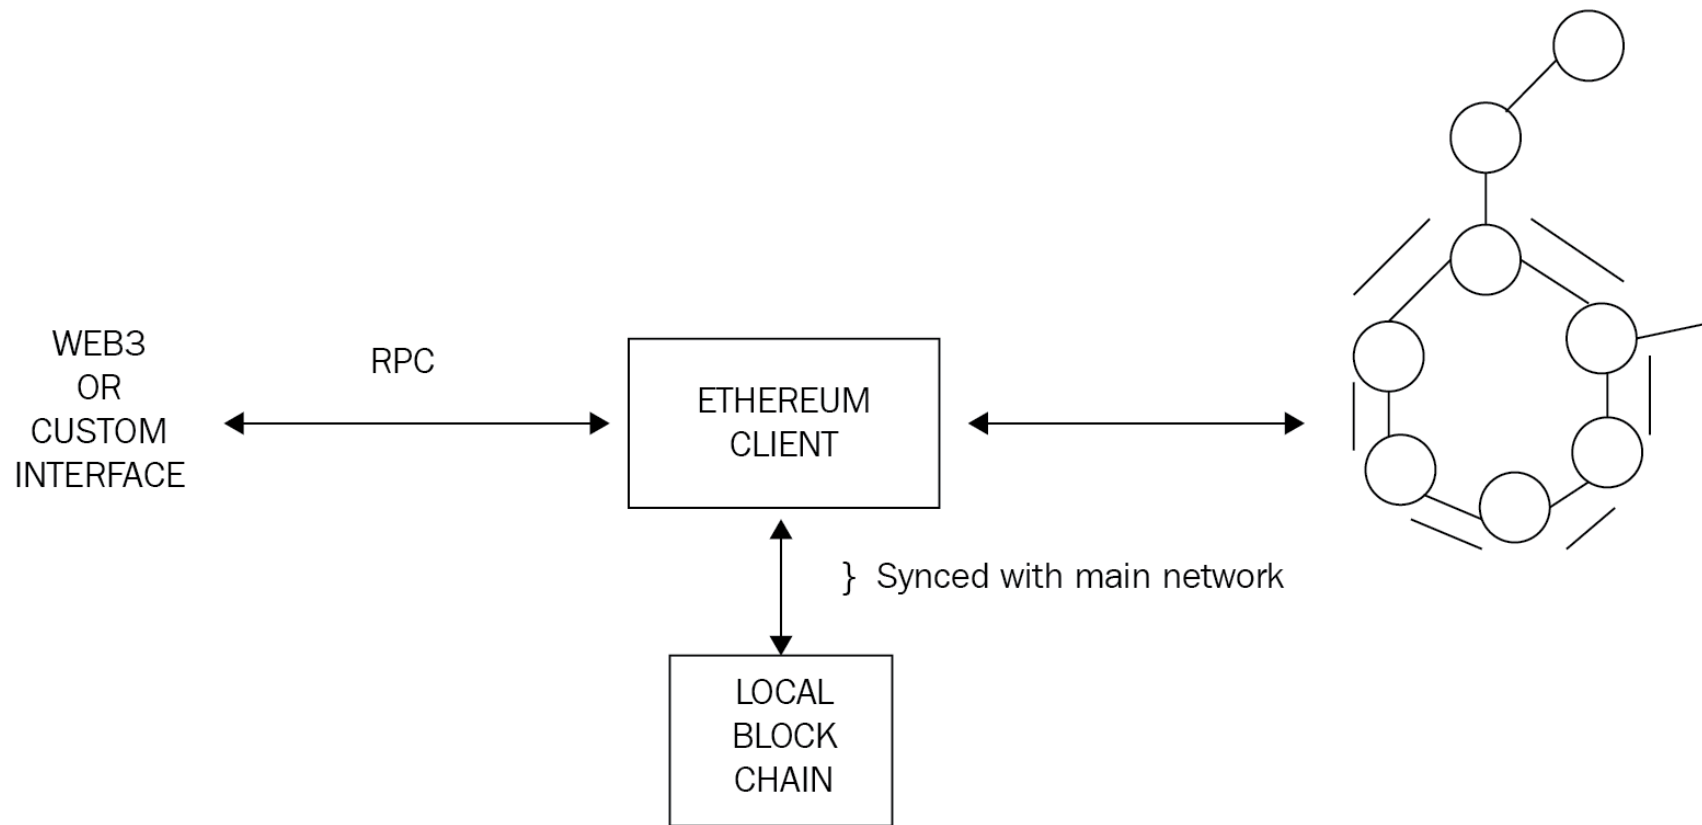 WEB3
OR
CUSTOM
INTERFACE
RPC
ETHEREUM
CLIENT
} Synced with main network
LOCAL
BLOCK
CHAIN